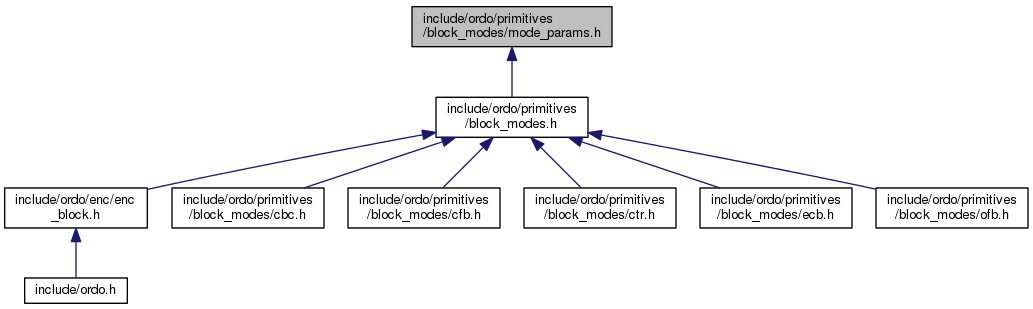 include/ordo/primitives
/block_modes/mode_params.h
include/ordo/primitives
/block_modes.h
include/ordo/enc/enc
_block.h
include/ordo/primitives
/block_modes/cbc.h
include/ordo/primitives
/block_modes/cfb.h
include/ordo/primitives
/block_modes/ctr.h
include/ordo/primitives
/block_modes/ecb.h
include/ordo/primitives
/block_modes/ofb.h
include/ordo.h